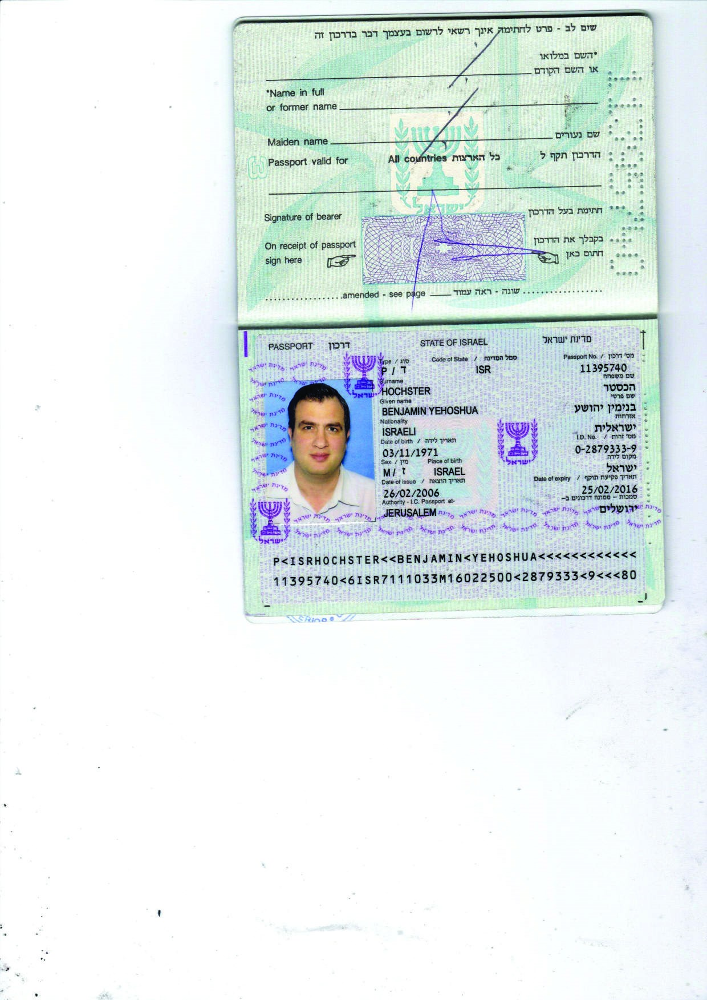 שים לב - פרט לחתימה אינך רשאי לרשום בעצמך דבר בדרכון זה
*השם במלואו
או השם הקודם
*Name in full
or former name
Maiden name שם נעורים
Passport valid for All countries כל הארצות הדרכון תקף ל
ישראל
Signature of bearer חתימת בעל הדרכון
On receipt of passport בקבלך את הדרכון
sign here חתום כאן
amended - see page שונה - ראה עמוד
PASSPORT דרכון STATE OF ISRAEL מדינת ישראל
Type / סוג Code of State / סמל המדינה Passport No. / מס' דרכון
P / ד ISR 11395740
Surname שם משפחה
HOCHSTER הכסטר
Given name שם פרטי
BENJAMIN YEHOSHUA בנימין יהושע
Nationality אזרחות
ISRAELI ישראלית
Date of birth / תאריך לידה I.D. No. / מס' זהות
03/11/1971 0-2879333-9
Sex / מין Place of birth מקום לידה
M / ז ISRAEL ישראל
Date of issue / תאריך הוצאה Date of expiry / תאריך פקיעת תוקף
26/02/2006 25/02/2016
Authority - I.C. Passport at- סמכות - ממונה דרכונים ב-
JERUSALEM ירושלים
P<ISRHOCHSTER<<BENJAMIN<YEHOSHUA<<<<<<<<<<<<
11395740<6ISR7111033M16022500<2879333<9<<<80